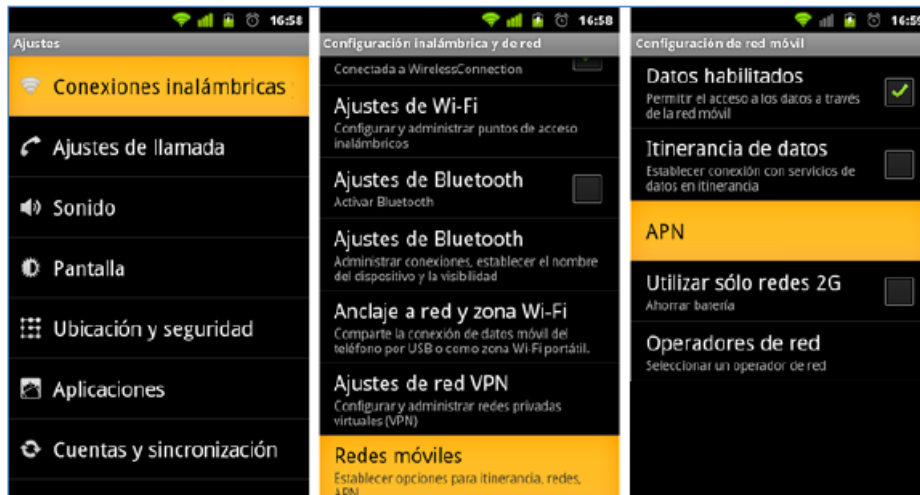 16:58
Ajustes
Conexiones inalámbricas
Ajustes de llamada
Sonido
Pantalla
Ubicación y seguridad
Aplicaciones
Cuentas y sincronización
16:58
Configuración inalámbrica y de red
Conectada a WirelessConnection
Ajustes de Wi-Fi
Configurar y administrar puntos de acceso
inalámbricos
Ajustes de Bluetooth
Activar Bluetooth
Ajustes de Bluetooth
Administrar conexiones, establecer el nombre
del dispositivo y la visibilidad
Anclaje a red y zona Wi-Fi
Comparte la conexión de datos móvil del
teléfono por USB o como zona Wi-Fi portátil.
Ajustes de red VPN
Configurar y administrar redes privadas
virtuales (VPN)
Redes móviles
Establecer opciones para itinerancia, redes,
APN
16:59
Configuración de red móvil
Datos habilitados
Permitir el acceso a los datos a través
de la red móvil
Itinerancia de datos
Establecer conexión con servicios de
datos en itinerancia
APN
Utilizar sólo redes 2G
Ahorrar batería
Operadores de red
Seleccionar un operador de red